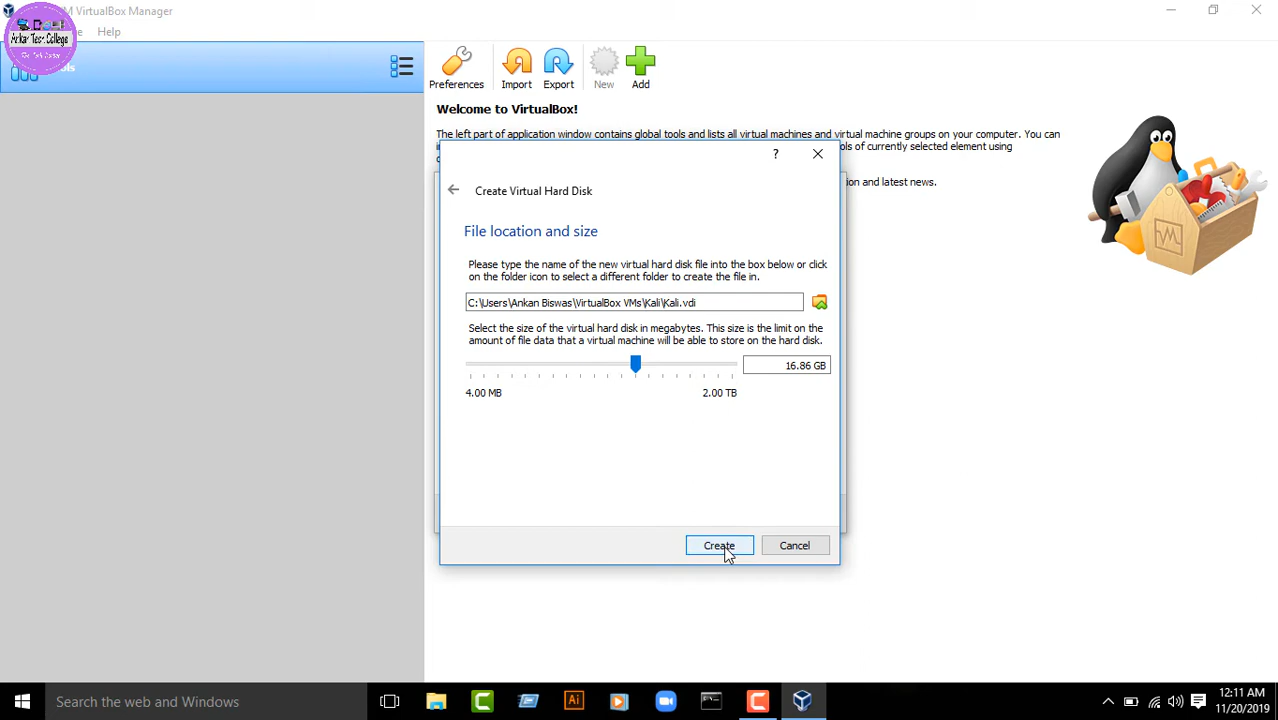 M VirtualBox Manager
Help
Ankar Tech College
Preferences
Import
Export
New
Add
Welcome to VirtualBox!
The left part of application window contains global tools and lists all virtual machines and virtual machine groups on your computer. You can
ols of currently selected element using
ion and latest news.
Create Virtual Hard Disk
File location and size
Please type the name of the new virtual hard disk file into the box below or click
on the folder icon to select a different folder to create the file in.
C:\Users\Ankan Biswas\VirtualBox VMs\Kali\Kali.vdi
Select the size of the virtual hard disk in megabytes. This size is the limit on the
amount of file data that a virtual machine will be able to store on the hard disk.
16.86 GB
4.00 MB
2.00 TB
Create
Cancel
Search the web and Windows
Ai
12:11 AM
11/20/2019